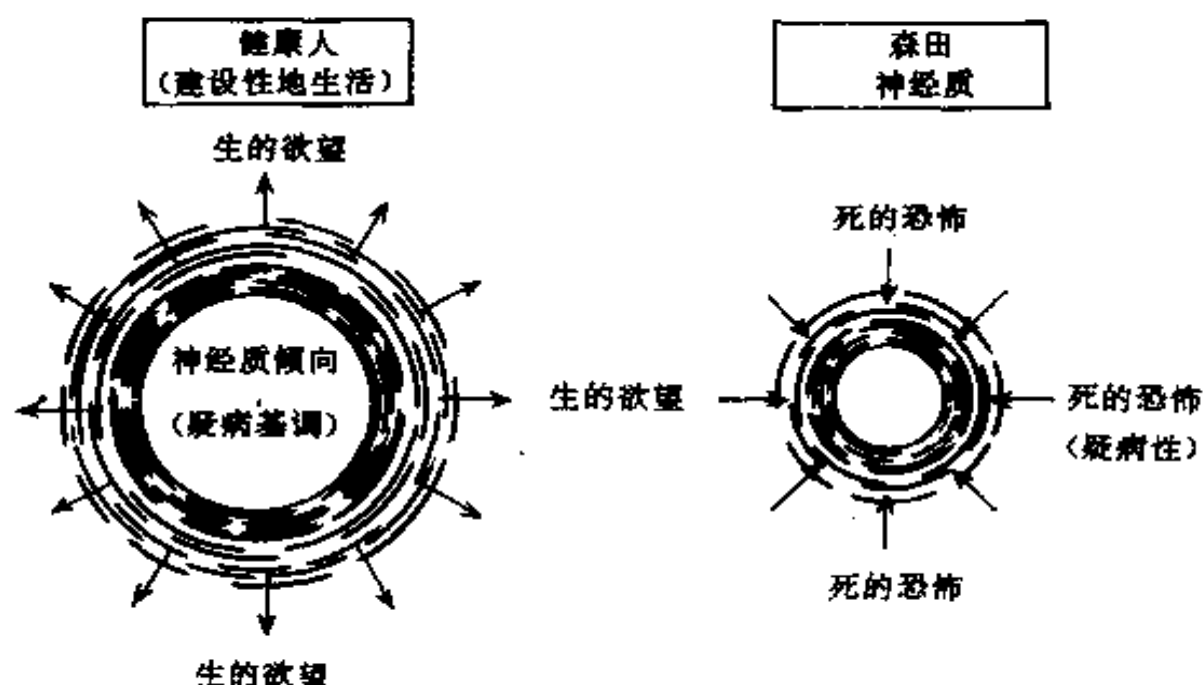 健康人
（建设性地生活）
生的欲望
神经质倾向
（疑病基调）
生的欲望
生的欲望
森田
神经质
死的恐怖
死的恐怖
（疑病性）
死的恐怖